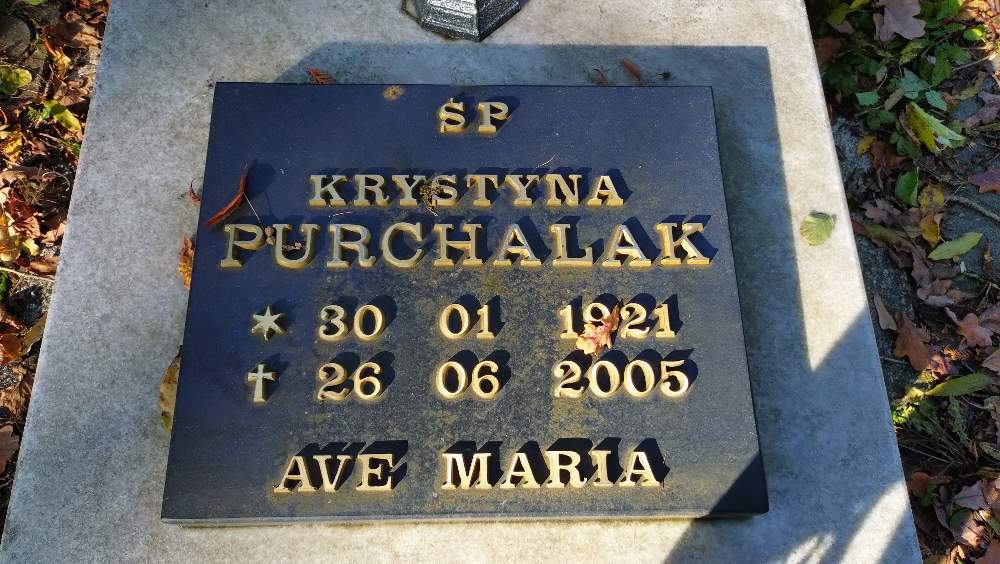 ŚP
KRYSTYNA
PURCHALAK
30 01 1921
26 06 2005
AVE MARIA